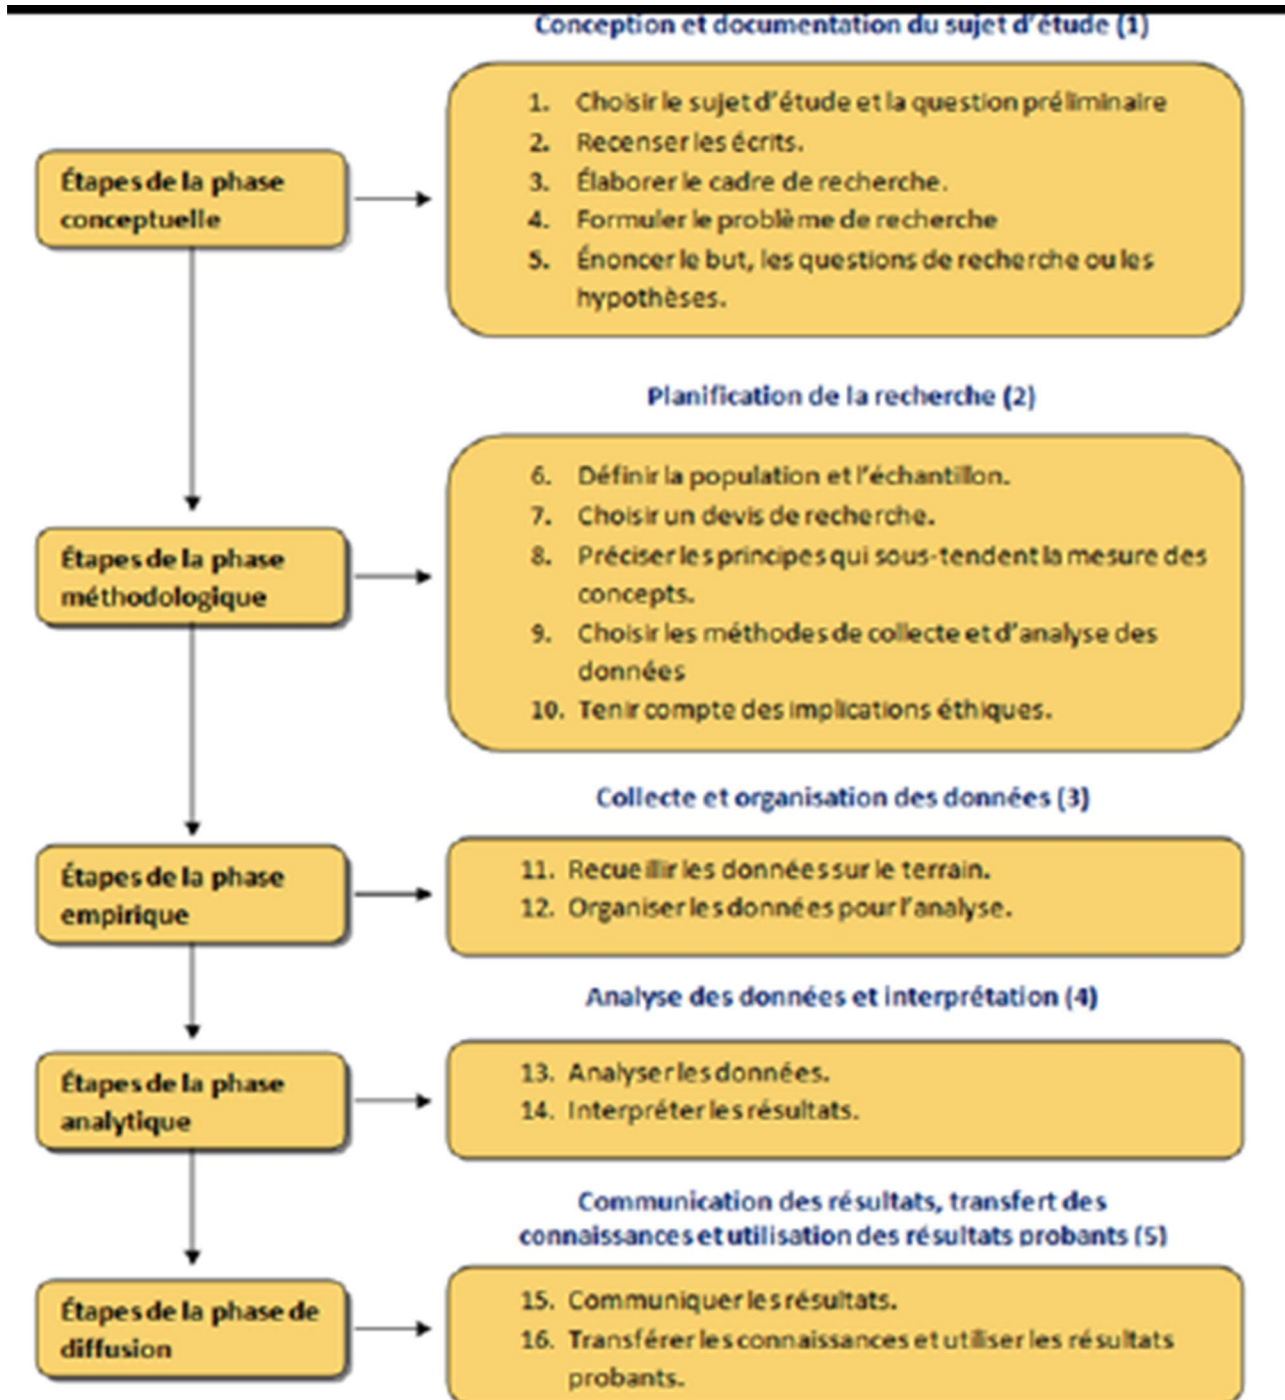 Conception et documentation du sujet d'étude (1)
1. Choisir le sujet d'étude et la question préliminaire
2. Recenser les écrits.
3. Élaborer le cadre de recherche.
4. Formuler le problème de recherche
5. Énoncer le but, les questions de recherche ou les
hypothèses.
Étapes de la phase
conceptuelle
Planification de la recherche (2)
6. Définir la population et l'échantillon.
7. Choisir un devis de recherche.
8. Préciser les principes qui sous-tendent la mesure des
concepts.
9. Choisir les méthodes de collecte et d'analyse des
données
10. Tenir compte des implications éthiques.
Étapes de la phase
méthodologique
Collecte et organisation des données (3)
11. Recueillir les données sur le terrain.
12. Organiser les données pour l'analyse.
Étapes de la phase
empirique
Analyse des données et interprétation (4)
13. Analyser les données.
14. Interpréter les résultats.
Étapes de la phase
analytique
Communication des résultats, transfert des
connaissances et utilisation des résultats probants (5)
15. Communiquer les résultats.
16. Transférer les connaissances et utiliser les résultats
probants.
Étapes de la phase de
diffusion